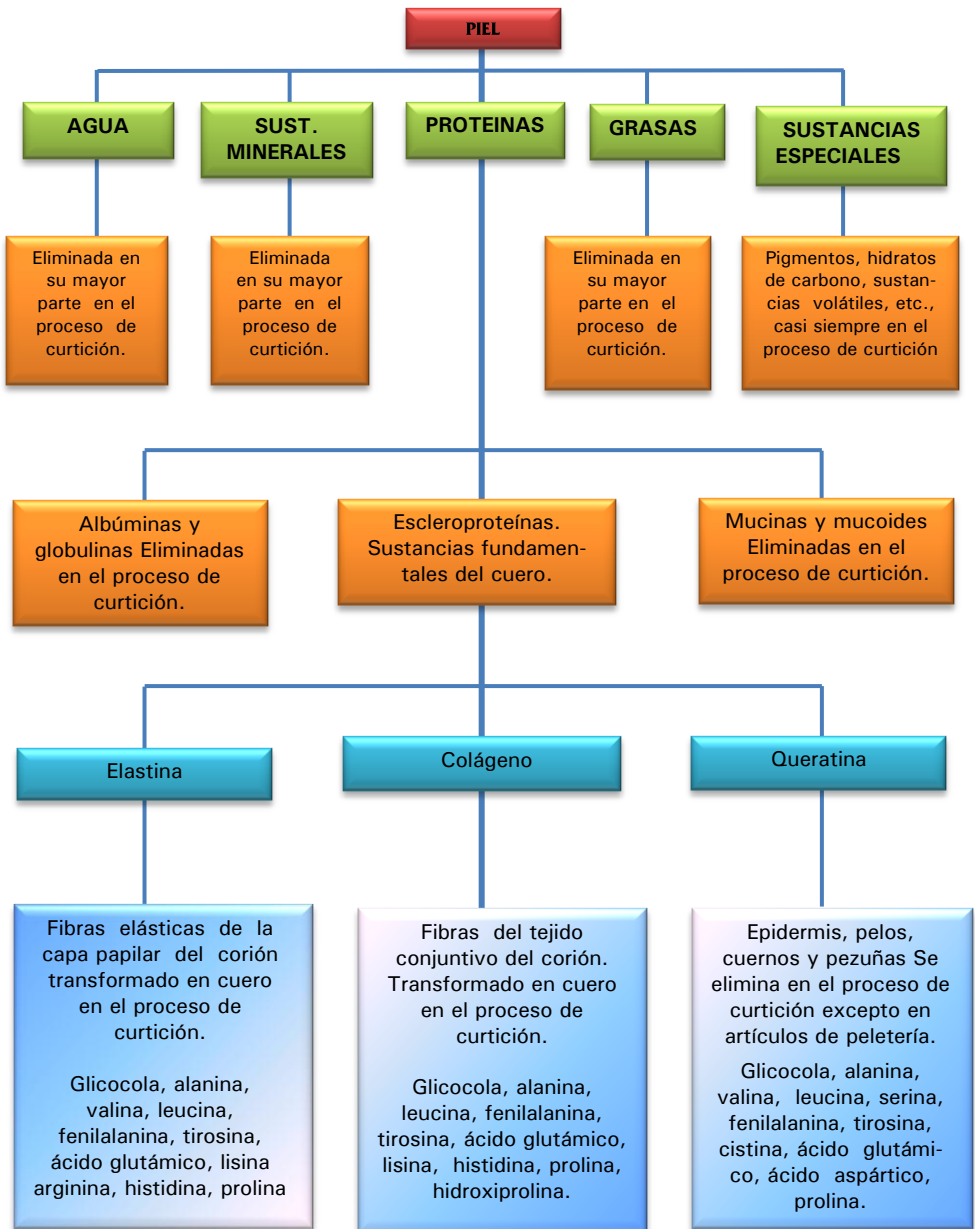 PIEL
AGUA
SUST.
MINERALES
PROTEINAS
GRASAS
SUSTANCIAS
ESPECIALES
Eliminada en
su mayor
parte en el
proceso de
curtición.
Eliminada
en su mayor
parte en el
proceso de
curtición.
Eliminada en
su mayor
parte en el
proceso de
curtición.
Pigmentos, hidratos
de carbono, sustan-
cias volátiles, etc.,
casi siempre en el
proceso de curtición
Albúminas y
globulinas Eliminadas
en el proceso de
curtición.
Escleroproteínas.
Sustancias fundamen-
tales del cuero.
Mucinas y mucoides
Eliminadas en el
proceso de curtición.
Elastina
Colágeno
Queratina
Fibras elásticas de la
capa papilar del corión
transformado en cuero
en el proceso de
curtición.
Glicocola, alanina,
valina, leucina,
fenilalanina, tirosina,
ácido glutámico, lisina
arginina, histidina, prolina
Fibras del tejido
conjuntivo del corión.
Transformado en cuero
en el proceso de
curtición.
Glicocola, alanina,
leucina, fenilalanina,
tirosina, ácido glutámico,
lisina, histidina, prolina,
hidroxiprolina.
Epidermis, pelos,
cuernos y pezuñas Se
elimina en el proceso de
curtición excepto en
artículos de peletería.
Glicocola, alanina,
valina, leucina, serina,
fenilalanina, tirosina,
cistina, ácido glutámi-
co, ácido aspártico,
prolina.